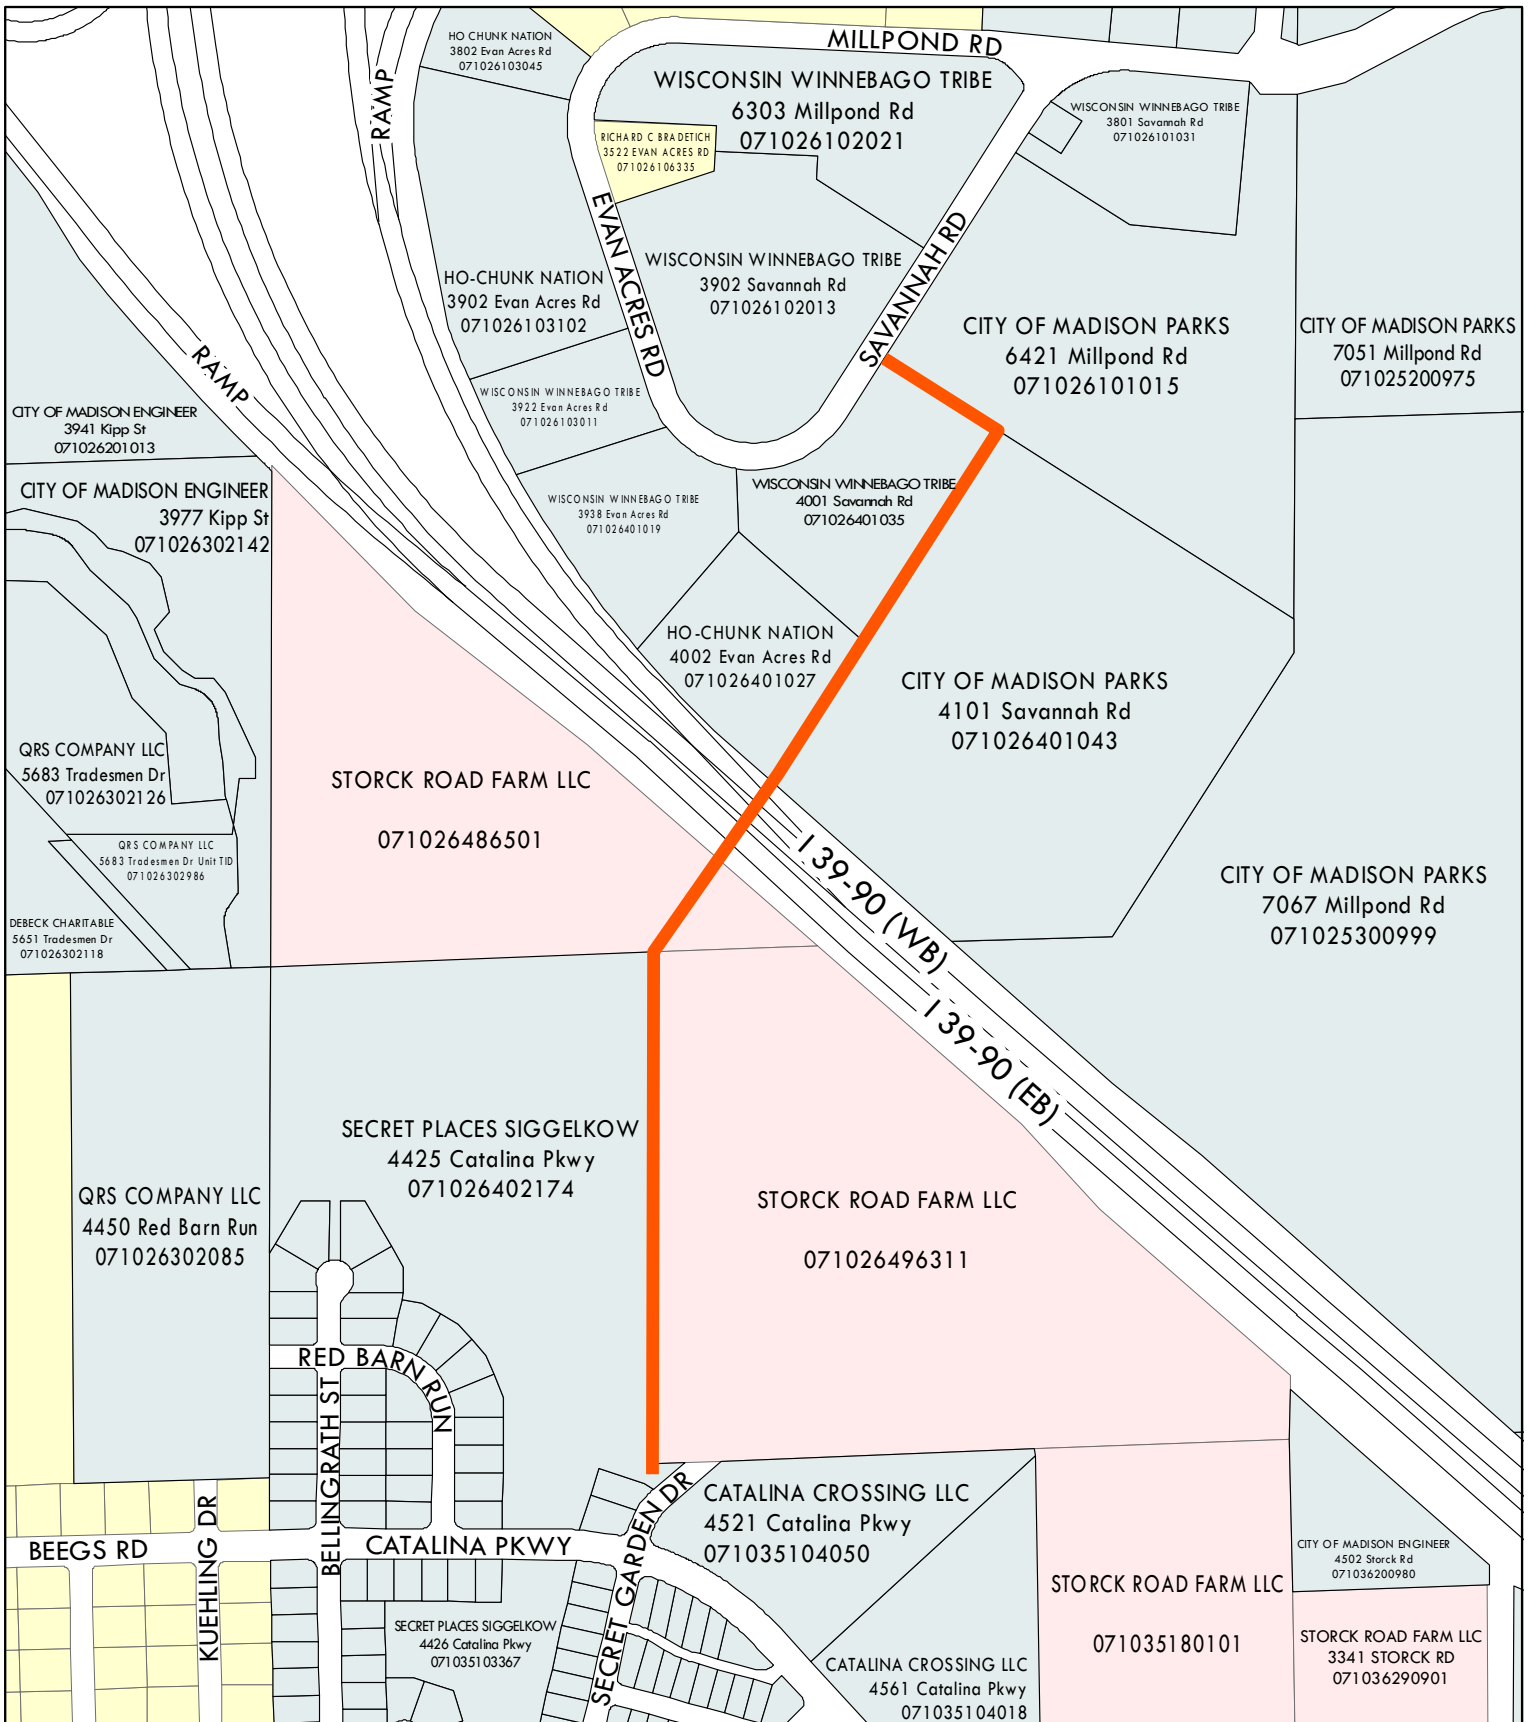 HO CHUNK NATION
3802 Evan Acres Rd
071026103045
MILLPOND RD
RAMP
WISCONSIN WINNEBAGO TRIBE
6303 Millpond Rd
071026102021
WISCONSIN WINNEBAGO TRIBE
3801 Savannah Rd
071026101031
RICHARD C BRADETICH
3522 EVAN ACRES RD
071026106335
EVAN ACRES RD
SAVANNAH RD
WISCONSIN WINNEBAGO TRIBE
3902 Savannah Rd
071026102013
HO-CHUNK NATION
3902 Evan Acres Rd
071026103102
CITY OF MADISON PARKS
6421 Millpond Rd
071026101015
CITY OF MADISON PARKS
7051 Millpond Rd
071025200975
RAMP
WISCONSIN WINNEBAGO TRIBE
3922 Evan Acres Rd
071026103011
CITY OF MADISON ENGINEER
3941 Kipp St
071026201013
CITY OF MADISON ENGINEER
3977 Kipp St
071026302142
WISCONSIN WINNEBAGO TRIBE
3938 Evan Acres Rd
071026401019
WISCONSIN WINNEBAGO TRIBE
4001 Savannah Rd
071026401035
HO-CHUNK NATION
4002 Evan Acres Rd
071026401027
CITY OF MADISON PARKS
4101 Savannah Rd
071026401043
QRS COMPANY LLC
5683 Tradesmen Dr
071026302126
STORCK ROAD FARM LLC
071026486501
QRS COMPANY LLC
5683 Tradesmen Dr Unit TID
071026302986
I 39-90 (WB)
CITY OF MADISON PARKS
7067 Millpond Rd
071025300999
DEBECK CHARITABLE
5651 Tradesmen Dr
071026302118
I 39-90 (EB)
SECRET PLACES SIGGELKOW
4425 Catalina Pkwy
071026402174
QRS COMPANY LLC
4450 Red Barn Run
071026302085
STORCK ROAD FARM LLC
071026496311
RED BARN RUN
BELLINGRATH ST
KUEHLING DR
BEEGS RD
CATALINA PKWY
SECRET GARDEN DR
CATALINA CROSSING LLC
4521 Catalina Pkwy
071035104050
CITY OF MADISON ENGINEER
4502 Storck Rd
071036200980
STORCK ROAD FARM LLC
071035180101
SECRET PLACES SIGGELKOW
4426 Catalina Pkwy
071035103367
STORCK ROAD FARM LLC
3341 STORCK RD
071036290901
CATALINA CROSSING LLC
4561 Catalina Pkwy
071035104018